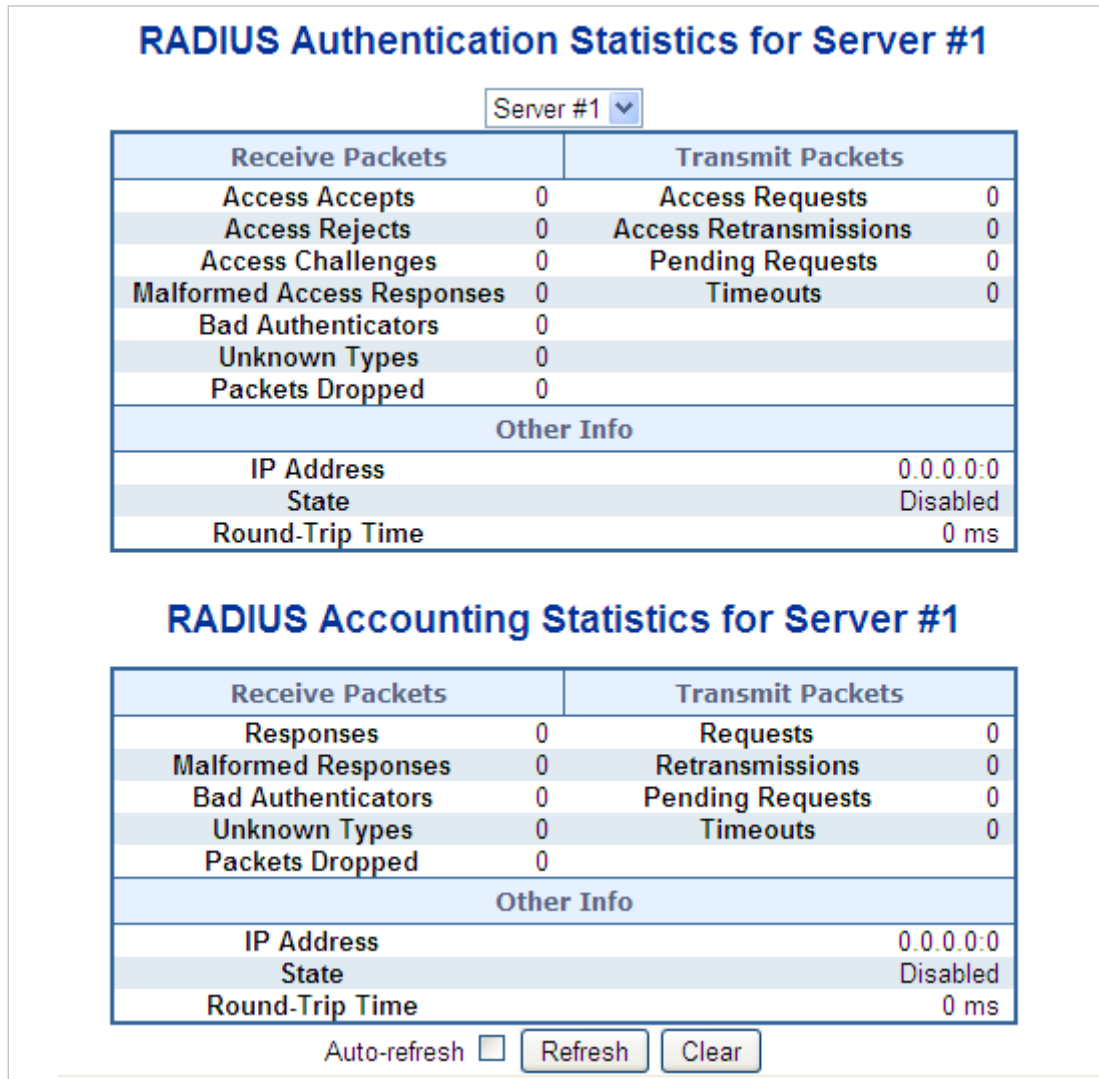 RADIUS Authentication Statistics for Server #1
Server #1
Receive Packets Transmit Packets
Access Accepts 0 Access Requests 0
Access Rejects 0 Access Retransmissions 0
Access Challenges 0 Pending Requests 0
Malformed Access Responses 0 Timeouts 0
Bad Authenticators 0
Unknown Types 0
Packets Dropped 0
Other Info
IP Address 0.0.0.0:0
State Disabled
Round-Trip Time 0 ms
RADIUS Accounting Statistics for Server #1
Receive Packets Transmit Packets
Responses 0 Requests 0
Malformed Responses 0 Retransmissions 0
Bad Authenticators 0 Pending Requests 0
Unknown Types 0 Timeouts 0
Packets Dropped 0
Other Info
IP Address 0.0.0.0:0
State Disabled
Round-Trip Time 0 ms
Auto-refresh Refresh Clear